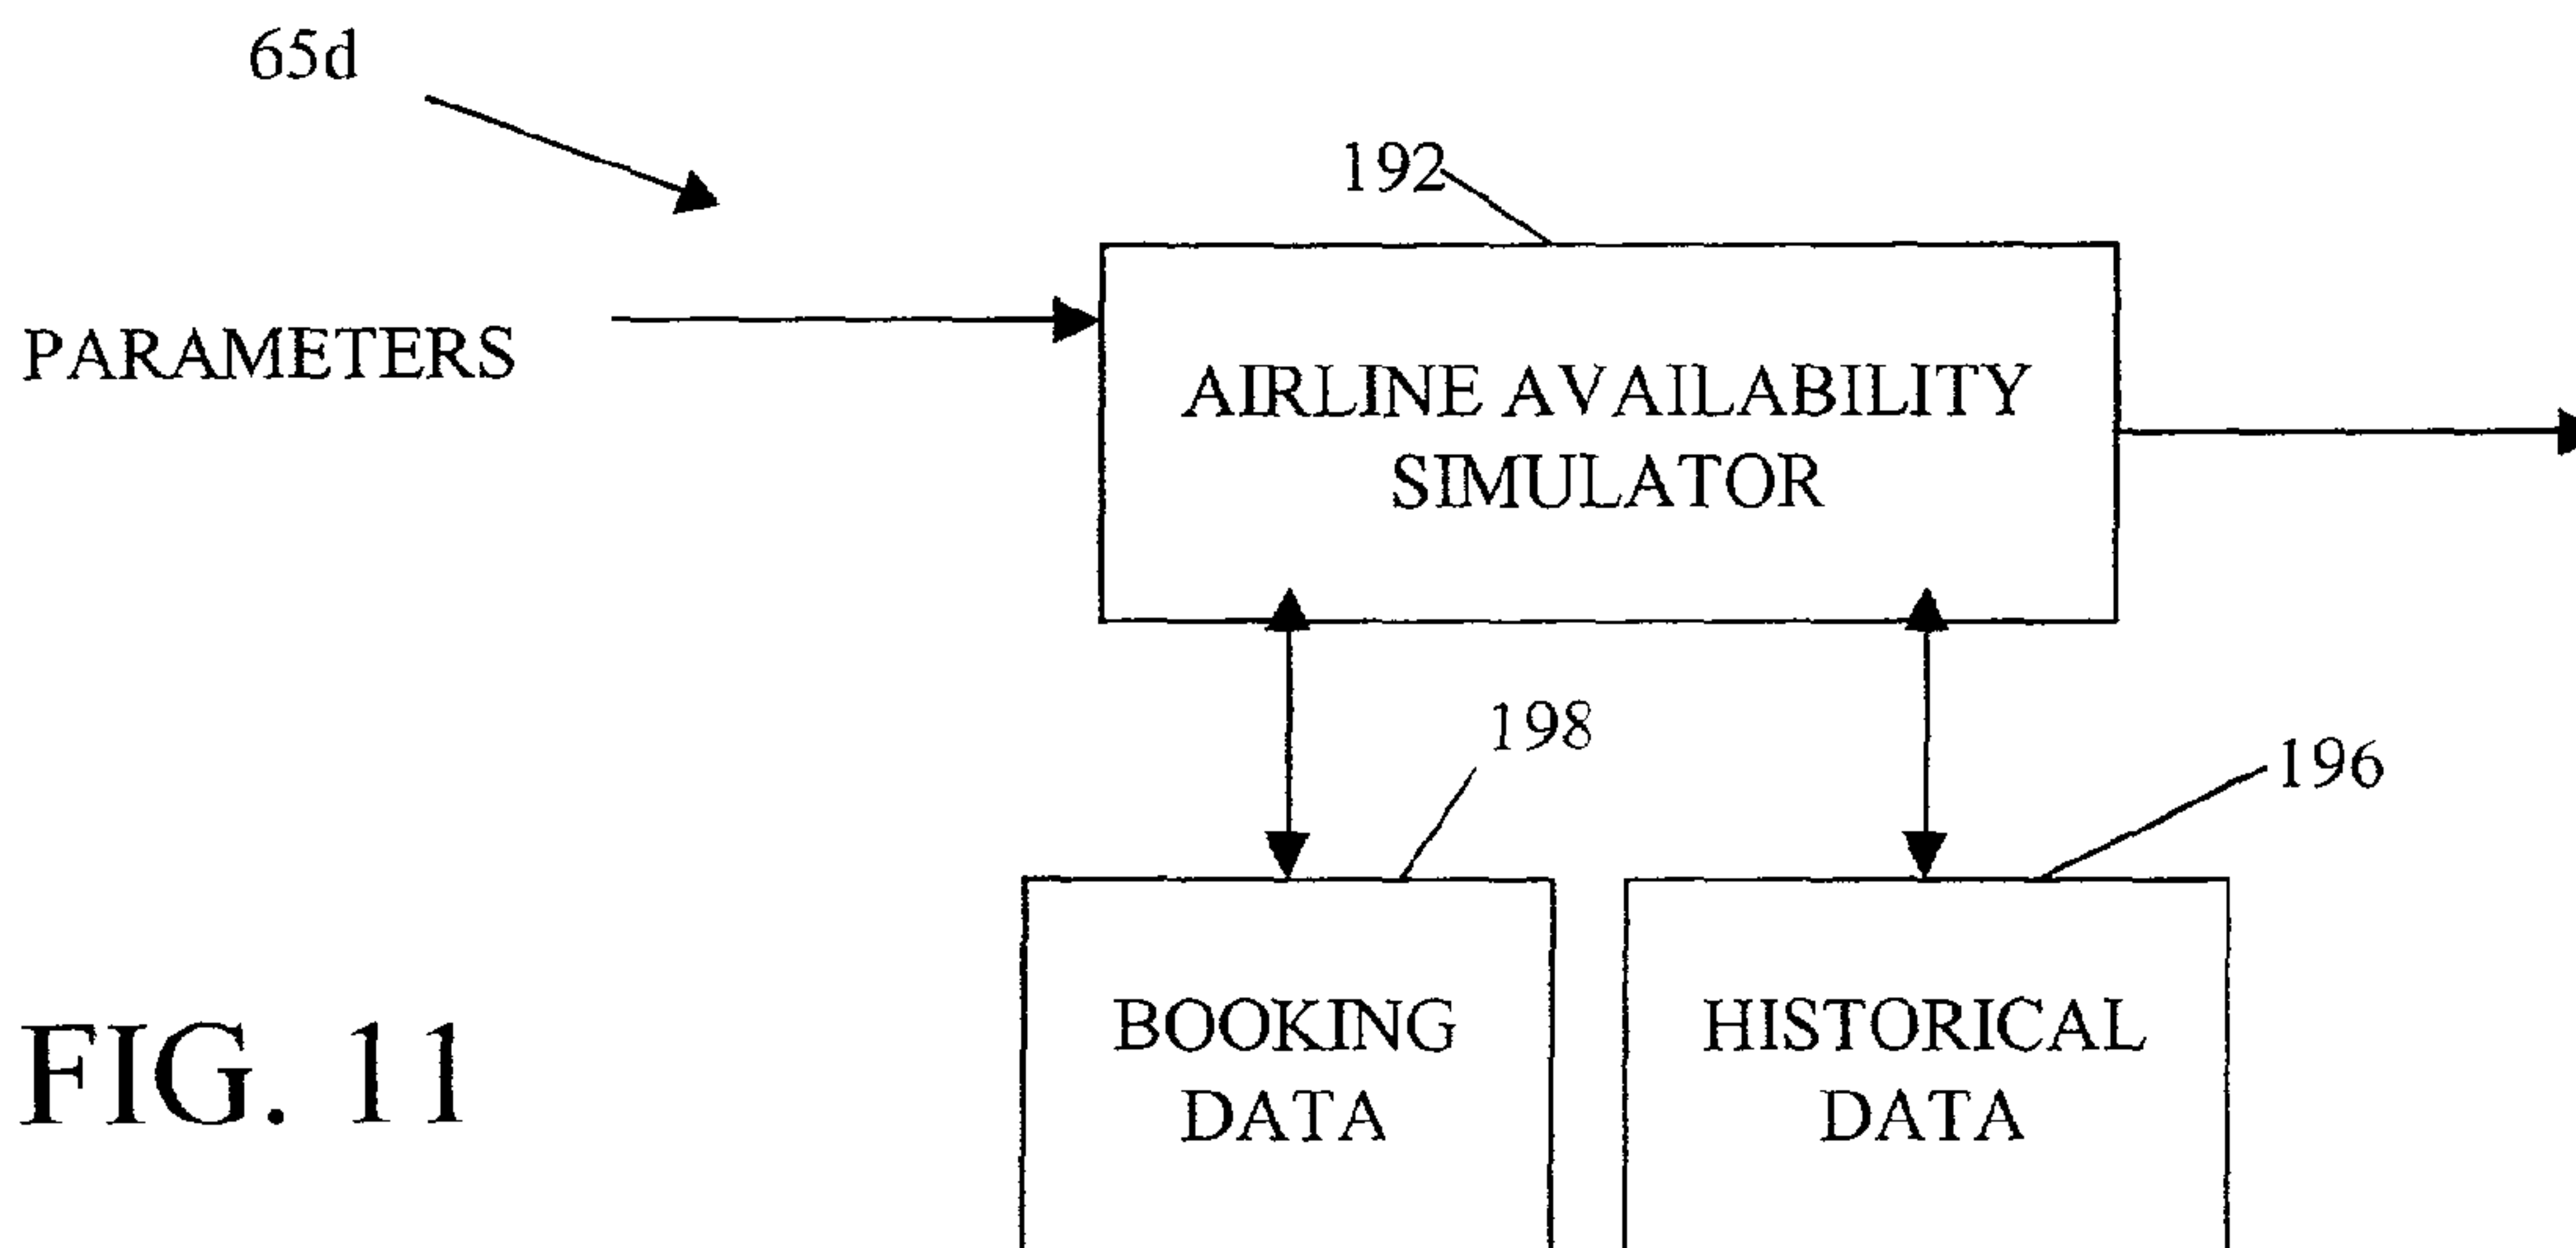 65d
192
PARAMETERS
AIRLINE AVAILABILITY
SIMULATOR
198
196
BOOKING
DATA
HISTORICAL
DATA
FIG. 11